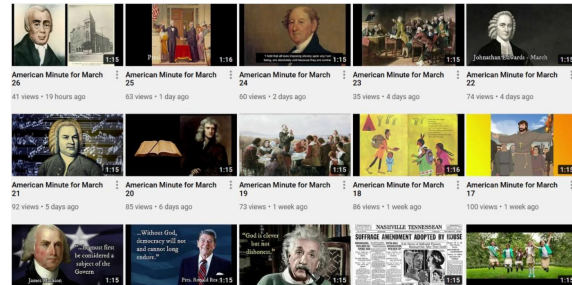 1:15
1:16
1:15
1:15
Johnathan Edwards - March
1:15
American Minute for March
26
41 views • 19 hours ago
American Minute for March
25
63 views • 1 day ago
American Minute for March
24
60 views • 2 days ago
American Minute for March
23
35 views • 4 days ago
American Minute for March
22
74 views • 4 days ago
1:15
1:15
1:15
1:16
1:15
American Minute for March
21
92 views • 5 days ago
American Minute for March
20
85 views • 6 days ago
American Minute for March
19
73 views • 1 week ago
American Minute for March
18
86 views • 1 week ago
American Minute for March
17
100 views • 1 week ago
must first
be considered a
subject of the
Govern
James Madison
1:15
...Without God,
democracy will not
and cannot long
endure."
Pres. Ronald Rea
1:15
"God is clever
but not
dishonest."
1:15
NASHVILLE TENNESSEAN
SUFFRAGE AMENDMENT ADOPTED BY HOUSE
1:15
1:15